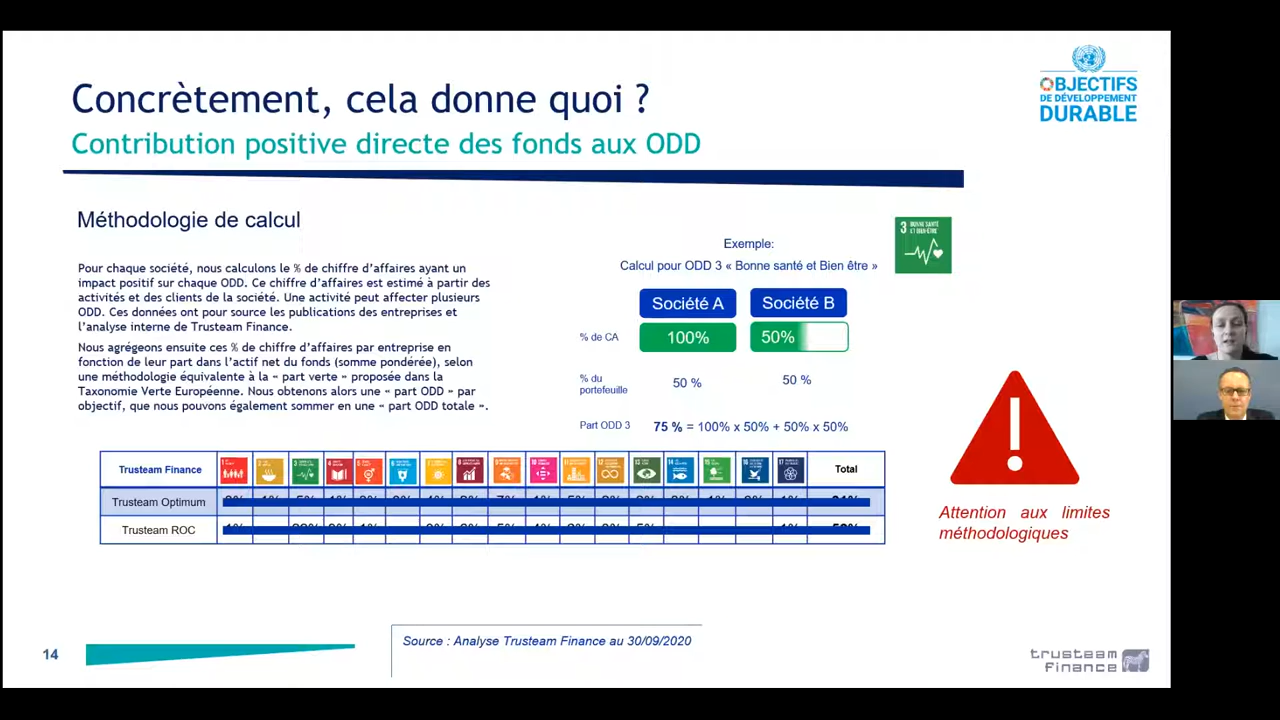 Concrètement, cela donne quoi ?
Contribution positive directe des fonds aux ODD
OBJECTIFS
DE DÉVELOPPEMENT
DURABLE
Méthodologie de calcul
Pour chaque société, nous calculons le % de chiffre d’affaires ayant un
impact positif sur chaque ODD. Ce chiffre d’affaires est estimé à partir des
activités et des clients de la société. Une activité peut affecter plusieurs
ODD. Ces données ont pour source les publications des entreprises et
l’analyse interne de Trusteam Finance.
Nous agrégeons ensuite ces % de chiffre d’affaires par entreprise en
fonction de leur part dans l’actif net du fonds (somme pondérée), selon
une méthodologie équivalente à la « part verte » proposée dans la
Taxonomie Verte Européenne. Nous obtenons alors une « part ODD » par
objectif, que nous pouvons également sommer en une « part ODD totale ».
Exemple:
Calcul pour ODD 3 « Bonne santé et Bien être »
3 BONNE SANTÉ
ET BIEN-ÊTRE
Société A Société B
% de CA 100% 50%
% du
portefeuille 50 % 50 %
Part ODD 3 75 % = 100% x 50% + 50% x 50%
Trusteam Finance Total
Trusteam Optimum
Trusteam ROC
Attention aux limites
méthodologiques
Source : Analyse Trusteam Finance au 30/09/2020
14
trusteam
finance